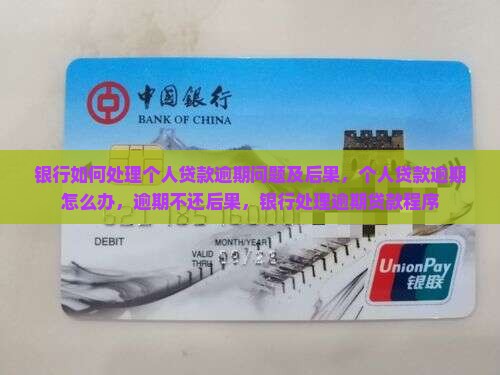 中國銀行
BANK OF CHINA
银行如何处理个人贷款逾期问题及后果，个人贷款逾期
怎么办，逾期不还后果，银行处理逾期贷款程序
DEBIT
MONTH/YEAR
VALID
THRU
UnionPay
银联